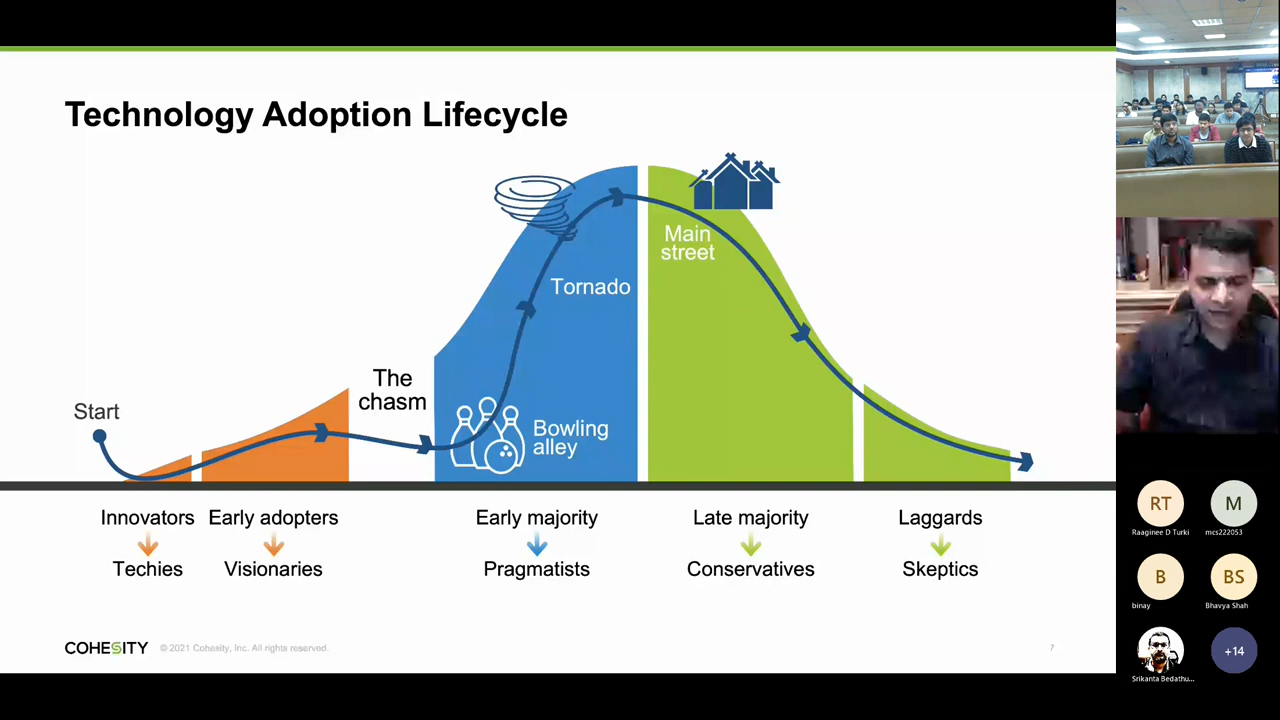 Technology Adoption Lifecycle
Start
The
chasm
Tornado
Bowling
alley
Main
street
Innovators
Early adopters
Early majority
Late majority
Laggards
Techies
Visionaries
Pragmatists
Conservatives
Skeptics
COHESITY
© 2021 Cohesity, Inc. All rights reserved.
7
RT
M
Raaginee D Turki
mcs222053
B
BS
binay
Bhavya Shah
+14
Srikanta Bedathu...